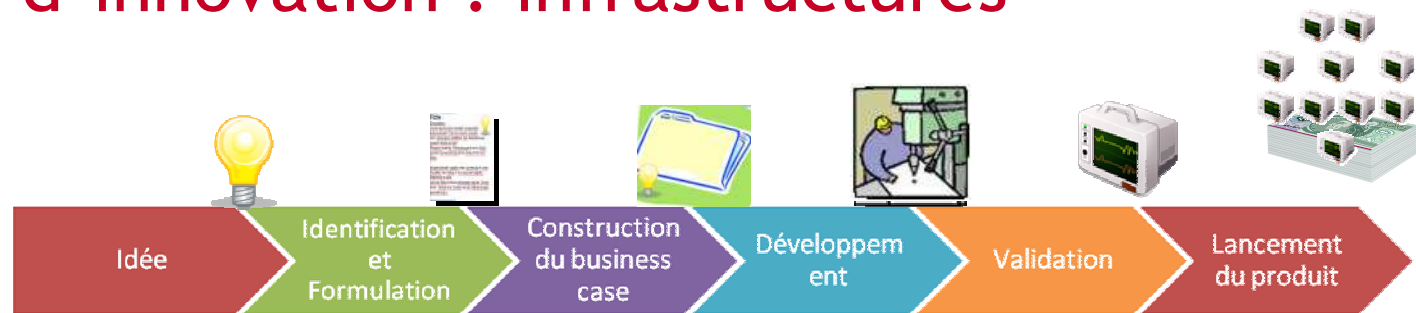 d'innovation : infrastructures
Idée
Identification
et
Formulation
Construction
du business
case
Développem
ent
Validation
Lancement
du produit